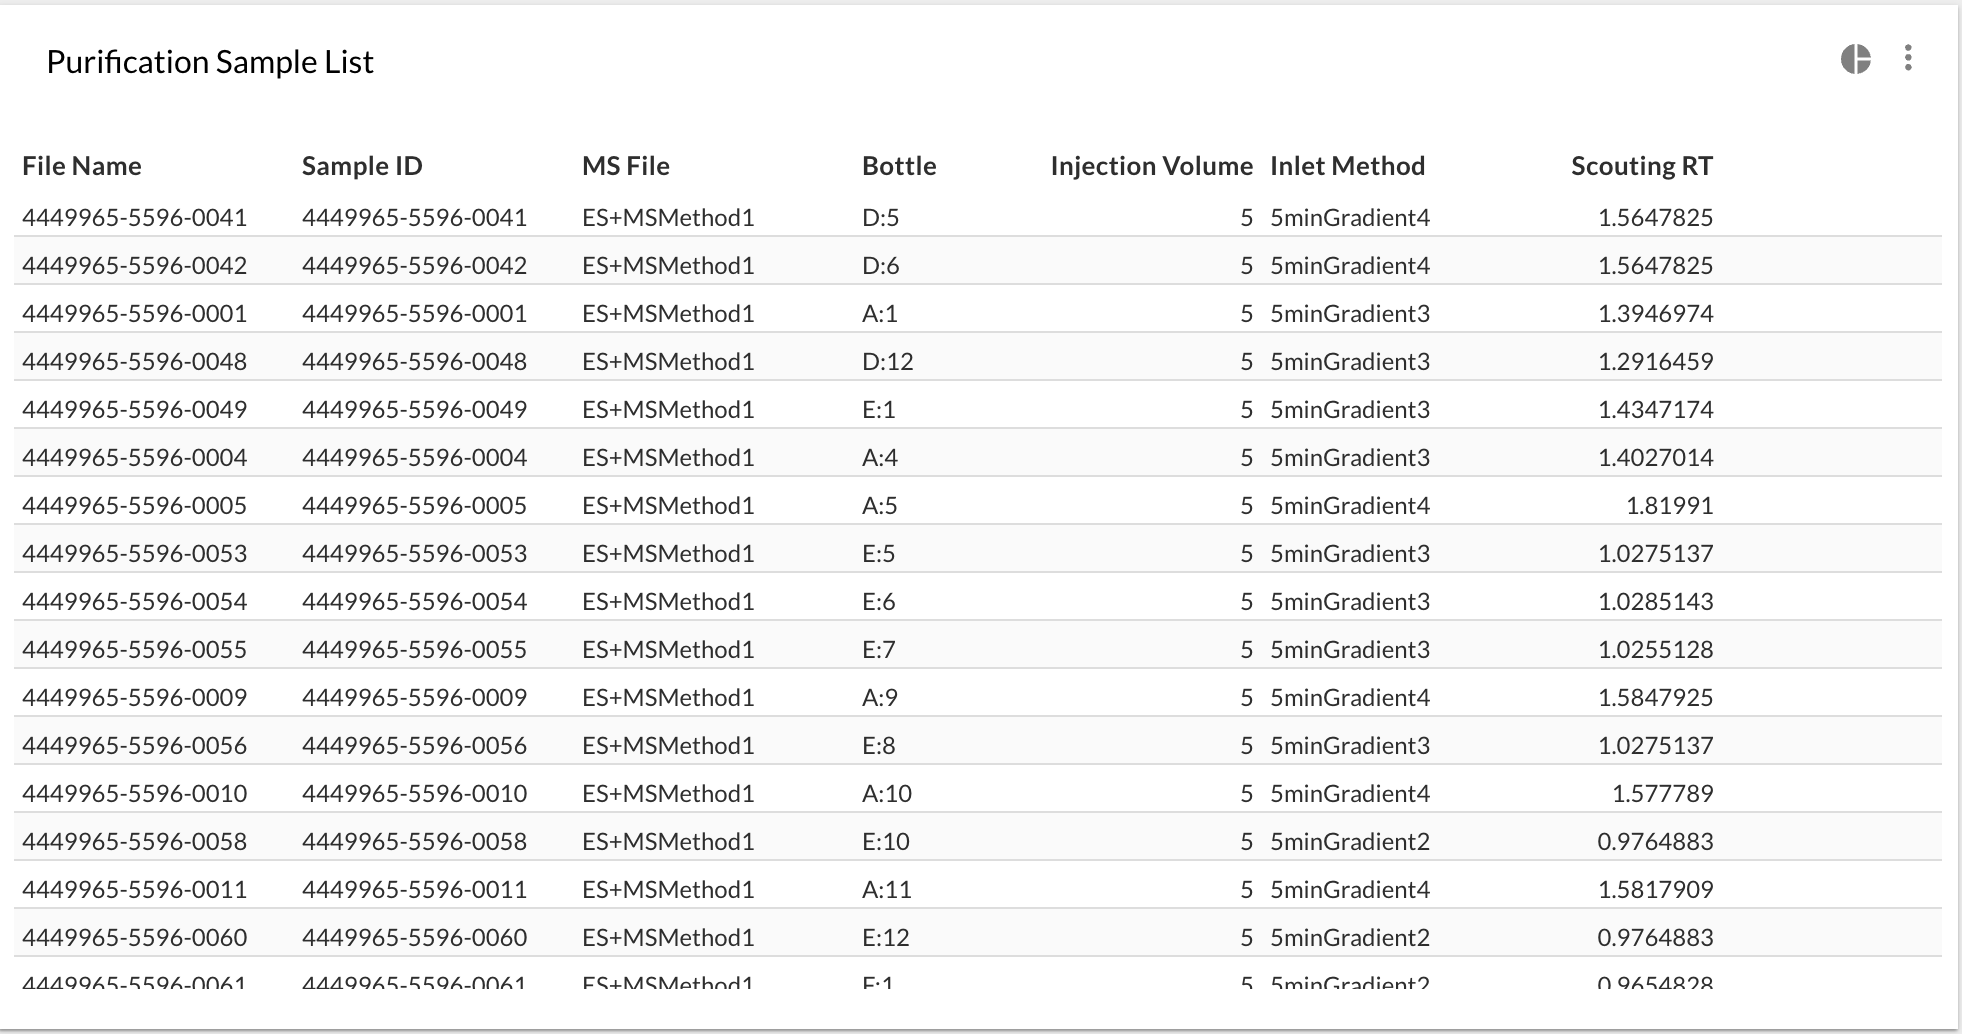 Purification Sample List
File Name Sample ID MS File Bottle Injection Volume Inlet Method Scouting RT
4449965-5596-0041 4449965-5596-0041 ES+MSMethod1 D:5 5 5minGradient4 1.5647825
4449965-5596-0042 4449965-5596-0042 ES+MSMethod1 D:6 5 5minGradient4 1.5647825
4449965-5596-0001 4449965-5596-0001 ES+MSMethod1 A:1 5 5minGradient3 1.3946974
4449965-5596-0048 4449965-5596-0048 ES+MSMethod1 D:12 5 5minGradient3 1.2916459
4449965-5596-0049 4449965-5596-0049 ES+MSMethod1 E:1 5 5minGradient3 1.4347174
4449965-5596-0004 4449965-5596-0004 ES+MSMethod1 A:4 5 5minGradient3 1.4027014
4449965-5596-0005 4449965-5596-0005 ES+MSMethod1 A:5 5 5minGradient4 1.81991
4449965-5596-0053 4449965-5596-0053 ES+MSMethod1 E:5 5 5minGradient3 1.0275137
4449965-5596-0054 4449965-5596-0054 ES+MSMethod1 E:6 5 5minGradient3 1.0285143
4449965-5596-0055 4449965-5596-0055 ES+MSMethod1 E:7 5 5minGradient3 1.0255128
4449965-5596-0009 4449965-5596-0009 ES+MSMethod1 A:9 5 5minGradient4 1.5847925
4449965-5596-0056 4449965-5596-0056 ES+MSMethod1 E:8 5 5minGradient3 1.0275137
4449965-5596-0010 4449965-5596-0010 ES+MSMethod1 A:10 5 5minGradient4 1.577789
4449965-5596-0058 4449965-5596-0058 ES+MSMethod1 E:10 5 5minGradient2 0.9764883
4449965-5596-0011 4449965-5596-0011 ES+MSMethod1 A:11 5 5minGradient4 1.5817909
4449965-5596-0060 4449965-5596-0060 ES+MSMethod1 E:12 5 5minGradient2 0.9764883
4449965-5596-0061 4449965-5596-0061 ES+MSMethod1 5 5minGradient2 0.9654828